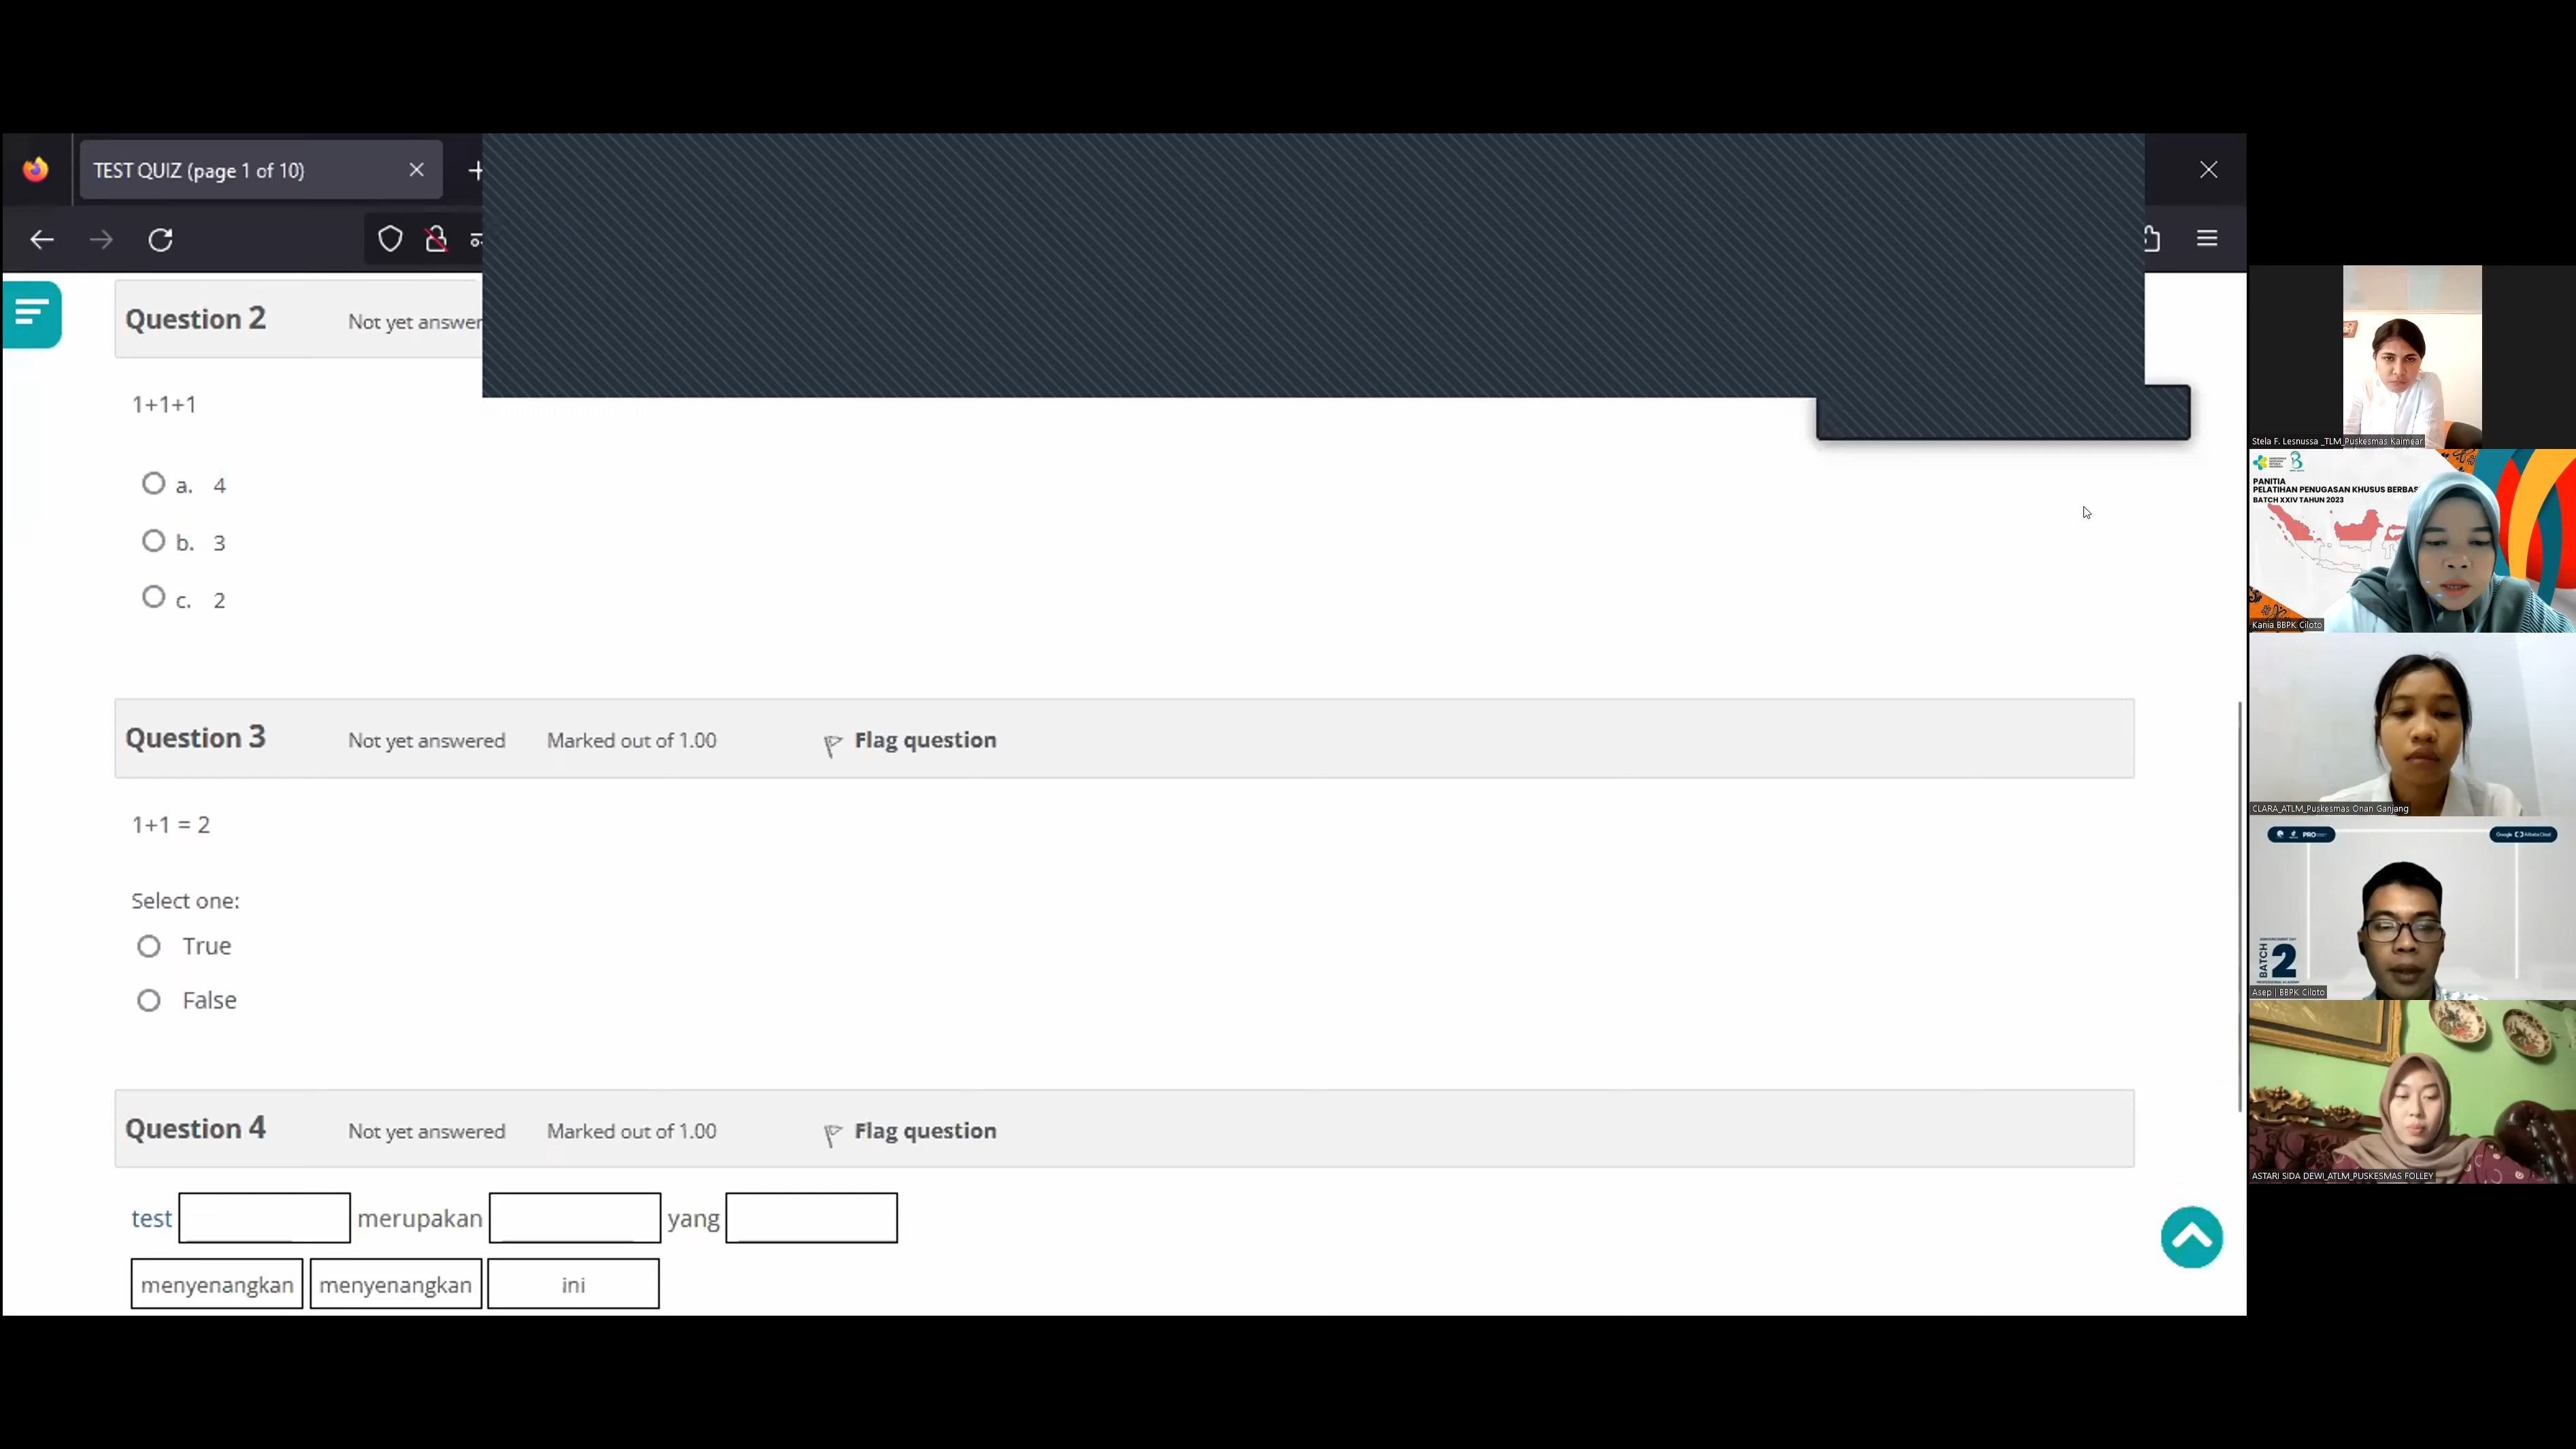 TEST QUIZ (page 1 of 10)
Question 2 Not yet answer
1+1+1
a. 4
b. 3
c. 2
Question 3 Not yet answered Marked out of 1.00 Flag question
1+1 = 2
Select one:
True
False
Question 4 Not yet answered Marked out of 1.00 Flag question
test merupakan yang
menyenangkan menyenangkan ini
Stela F. Lesnussa _TLM_Puskesmas Kaimear
PANITIA
PELATIHAN PENUGASAN KHUSUS BERBAS
BATCH XXIV TAHUN 2023
Kania BBPK Ciloto
CLARA_ATLM_Puskesmas Onan Ganjang
PRO
Google Alibaba Cloud
BATCH 2
Asep | BBPK Ciloto
ASTARI SIDA DEWI_ATLM_PUSKESMAS FOLLEY